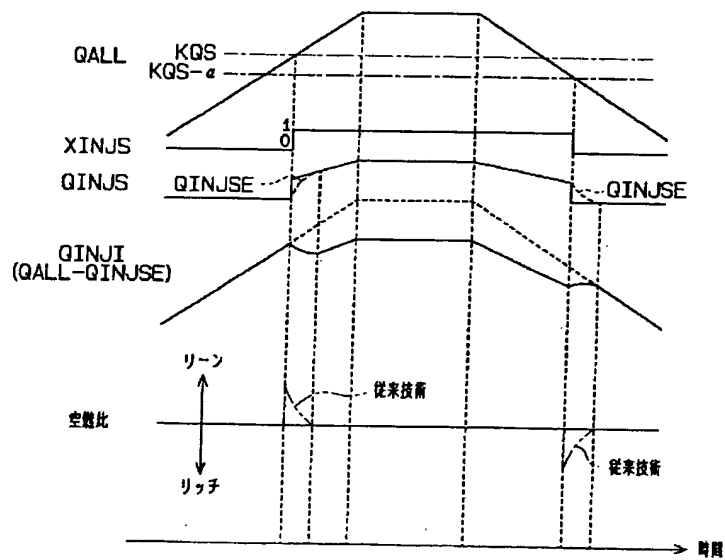 QALL
KQS
KQS-α
XINJS
1
0
QINJS
QINJSE
QINJSE
QINJI
(QALL-QINJSE)
リーン
従来技術
空燃比
リッチ
従来技術
時間